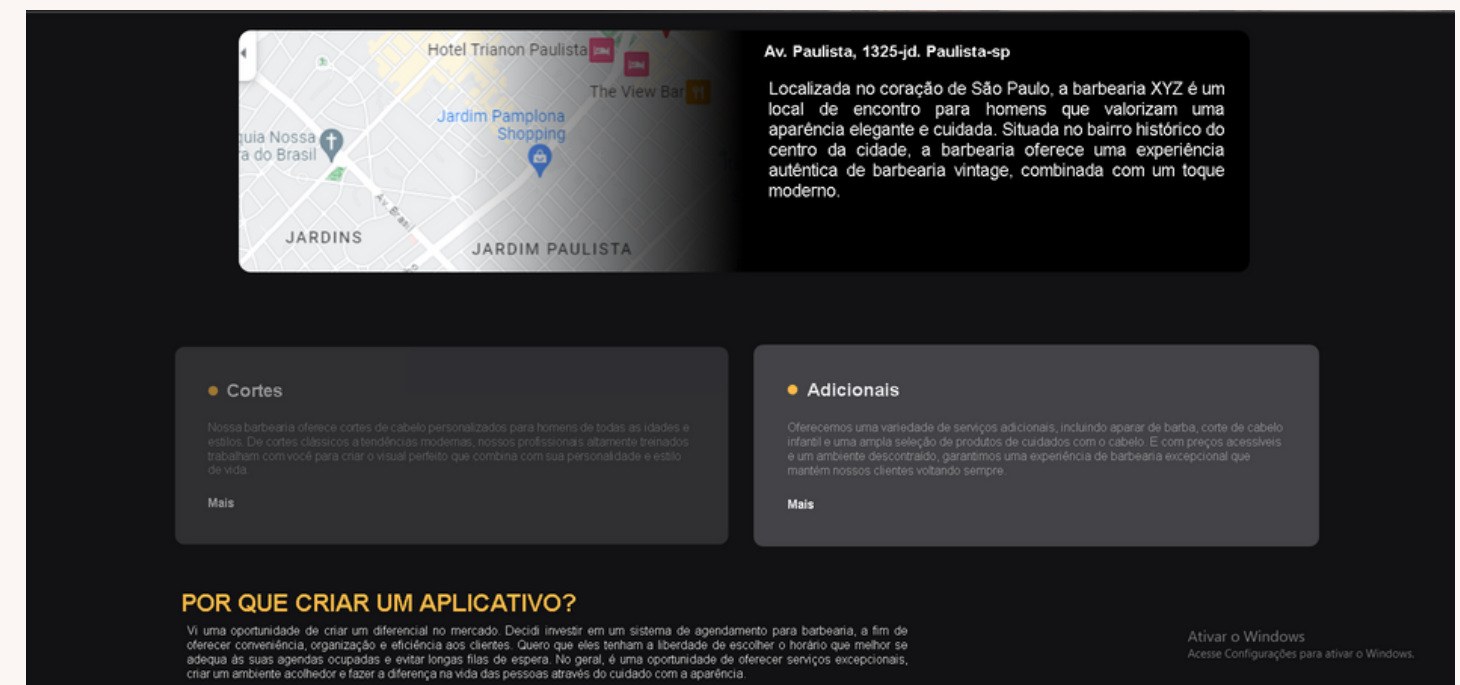 Hotel Trianon Paulista
The View Bar
Jardim Pamplona
Shopping
quia Nossa
ra do Brasil
Av. Brasil
JARDINS
JARDIM PAULISTA
Av. Paulista, 1325-jd. Paulista-sp
Localizada no coração de São Paulo, a barbearia XYZ é um
local de encontro para homens que valorizam uma
aparência elegante e cuidada. Situada no bairro histórico do
centro da cidade, a barbearia oferece uma experiência
autêntica de barbearia vintage, combinada com um toque
moderno.
Cortes
Nossa barbearia oferece cortes de cabelo personalizados para homens de todas as idades e
estilos. De cortes clássicos a tendências modernas, nossos profissionais altamente treinados
trabalham com você para criar o visual perfeito que combina com sua personalidade e estilo
de vida.
Mais
Adicionais
Oferecemos uma variedade de serviços adicionais, incluindo aparar de barba, corte de cabelo
infantil e uma ampla seleção de produtos de cuidados com o cabelo. E com preços acessíveis
e um ambiente descontraído, garantimos uma experiência de barbearia excepcional que
mantém nossos clientes voltando sempre.
Mais
POR QUE CRIAR UM APLICATIVO?
Vi uma oportunidade de criar um diferencial no mercado. Decidi investir em um sistema de agendamento para barbearia, a fim de
oferecer conveniência, organização e eficiência aos clientes. Quero que eles tenham a liberdade de escolher o horário que melhor se
adequa às suas agendas ocupadas e evitar longas filas de espera. No geral, é uma oportunidade de oferecer serviços excepcionais,
criar um ambiente acolhedor e fazer a diferença na vida das pessoas através do cuidado com a aparência.
Ativar o Windows
Acesse Configurações para ativar o Windows.